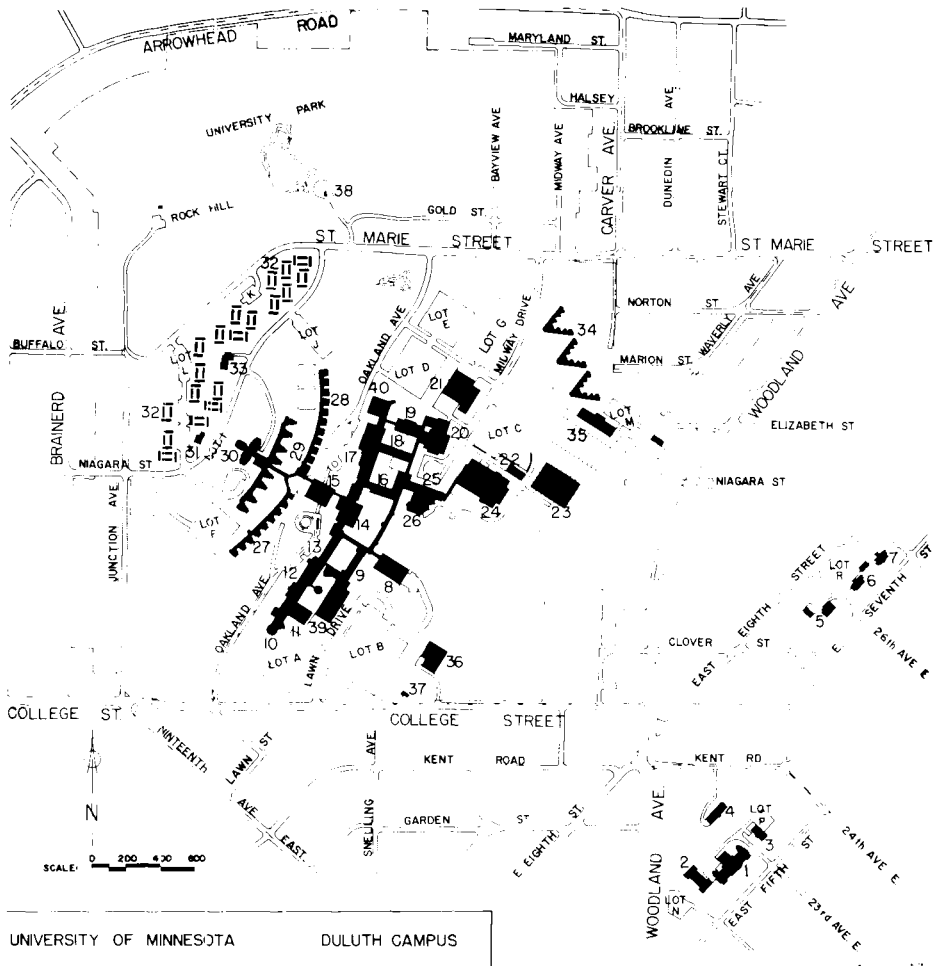 ARROWHEAD ROAD
MARYLAND ST.
HALSEY
UNIVERSITY PARK
BAYVIEW AVE
MIDWAY AVE
CARVER AVE
DUNEDIN AVE
BROOKLINE ST.
STEWART CT.
38
ROCK HILL
GOLD ST.
ST. MARIE STREET
ST MARIE STREET
32
K
LOT E
LOT G
MIDWAY DRIVE
34
NORTON ST
WAVERLY AVE
WOODLAND AVE
BUFFALO ST.
BRAINERD AVE
LOT L
33
LOT
OAKLAND AVE
LOT D
21
MARION ST.
28
40
19
32
18
20
LOT C
35
LOT M
ELIZABETH ST
31
30
29
17
22
NIAGARA ST
15
16
25
24
23
NIAGARA ST
JUNCTION AVE
LOT F
27
14
26
13
12
9
8
EAST EIGHTH STREET
LOT R
7
6
E SEVENTH ST
5
26th AVE E
OAKLAND AVE
10
11
39
LAWN DRIVE
LOT A
LOT B
36
37
CLOVER ST
COLLEGE ST.
COLLEGE STREET
NINTEENTH AVE EAST.
LAWN ST
SNELLING AVE
KENT ROAD
KENT RD
GARDEN ST
E EIGHTH ST.
WOODLAND AVE
4
LOT P
3
24th AVE E
2
1
LOT N
EAST FIFTH ST
23rd AVE E
N
SCALE: 0 200 400 600
UNIVERSITY OF MINNESOTA DULUTH CAMPUS